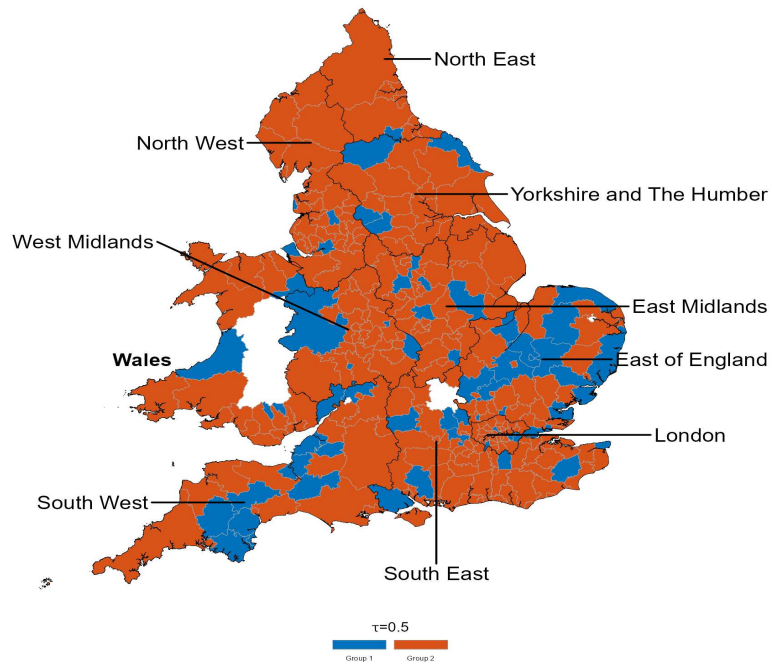 North East
North West
Yorkshire and The Humber
West Midlands
East Midlands
Wales
East of England
London
South West
South East
τ=0.5
Group 1
Group 2